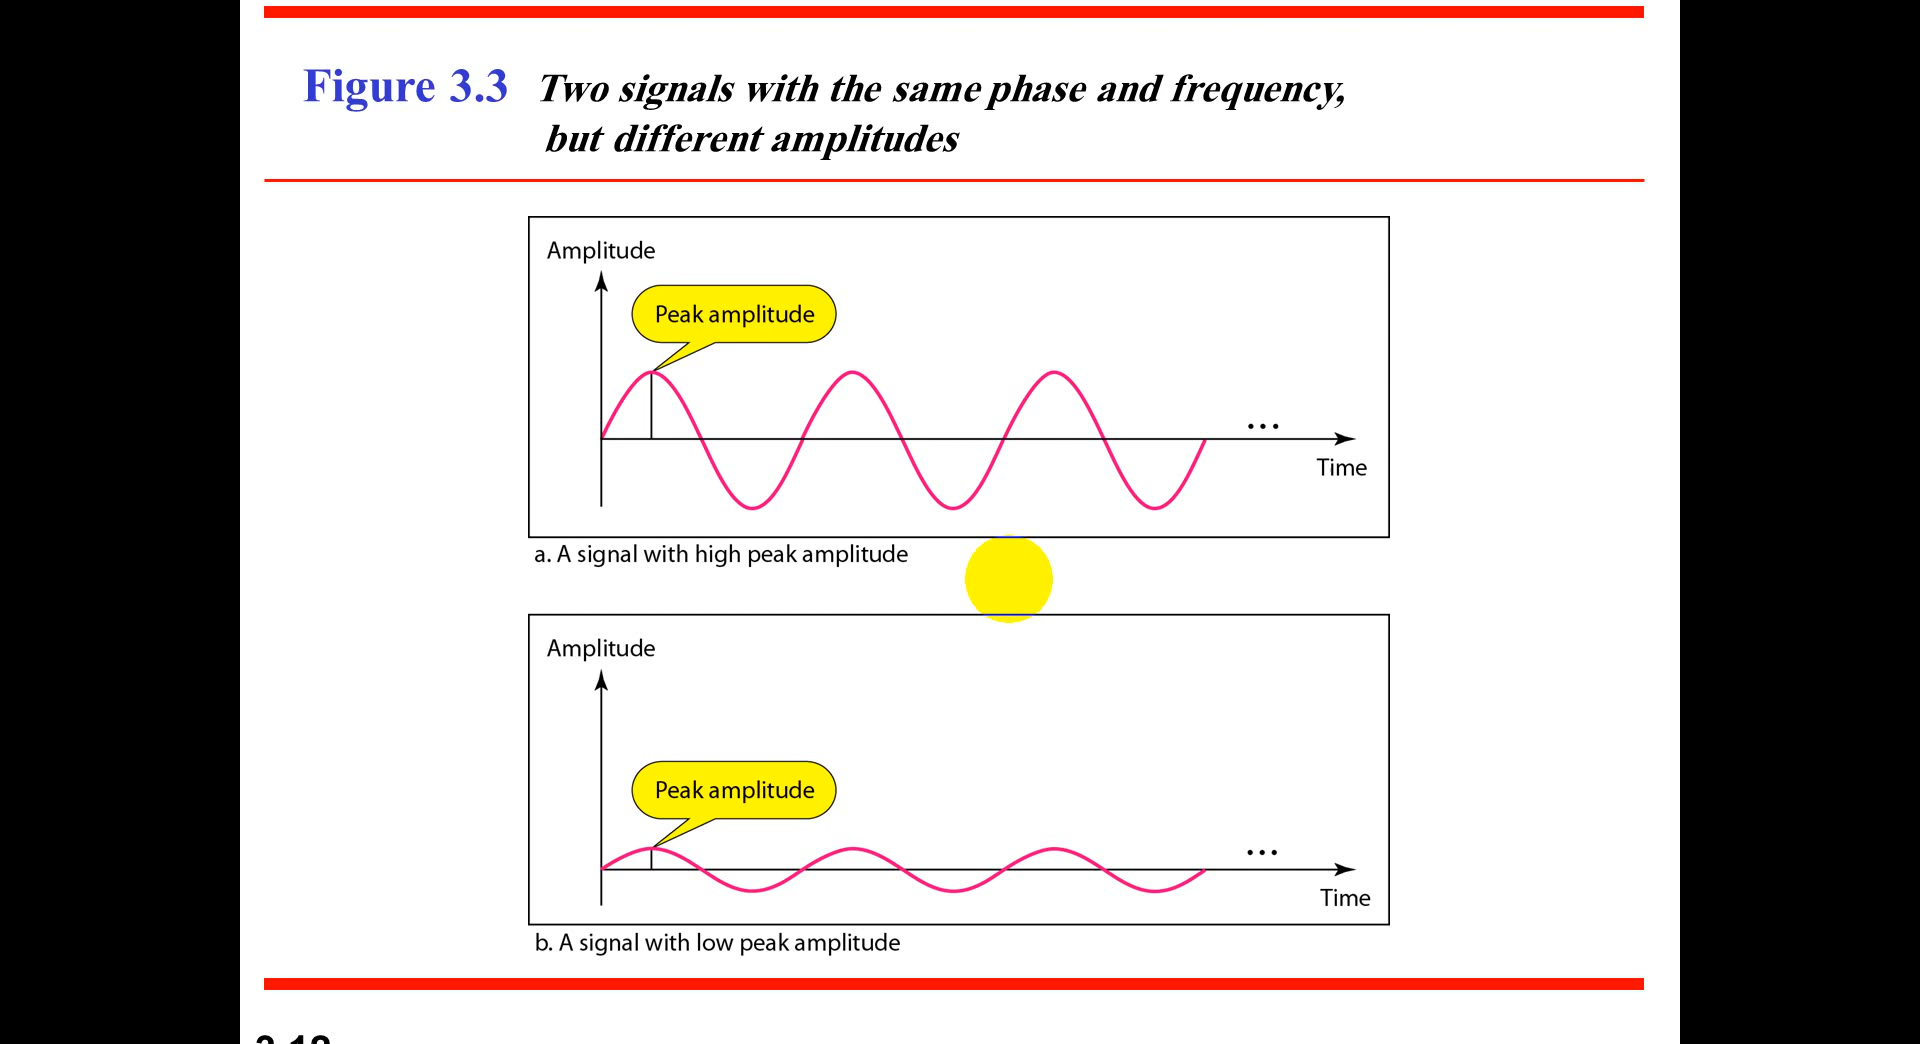 Figure 3.3 Two signals with the same phase and frequency,
but different amplitudes
Amplitude
Peak amplitude
...
Time
a. A signal with high peak amplitude
Amplitude
Peak amplitude
...
Time
b. A signal with low peak amplitude